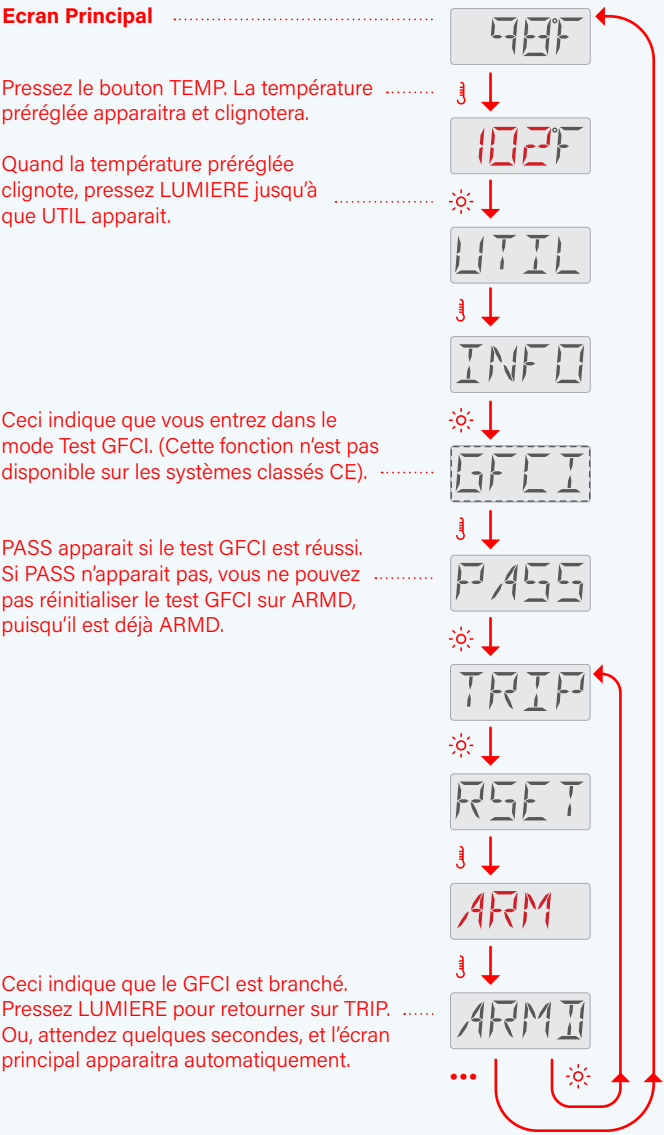 Ecran Principal
98°F
Pressez le bouton TEMP. La température
préréglée apparaitra et clignotera.
102°F
Quand la température préréglée
clignote, pressez LUMIERE jusqu'à
que UTIL apparait.
UTIL
INFO
Ceci indique que vous entrez dans le
mode Test GFCI. (Cette fonction n'est pas
disponible sur les systèmes classés CE).
GFCI
PASS apparait si le test GFCI est réussi.
Si PASS n'apparait pas, vous ne pouvez
pas réinitialiser le test GFCI sur ARMD,
puisqu'il est déjà ARMD.
PASS
TRIP
RSET
ARM
Ceci indique que le GFCI est branché.
Pressez LUMIERE pour retourner sur TRIP.
Ou, attendez quelques secondes, et l'écran
principal apparaitra automatiquement.
ARMD